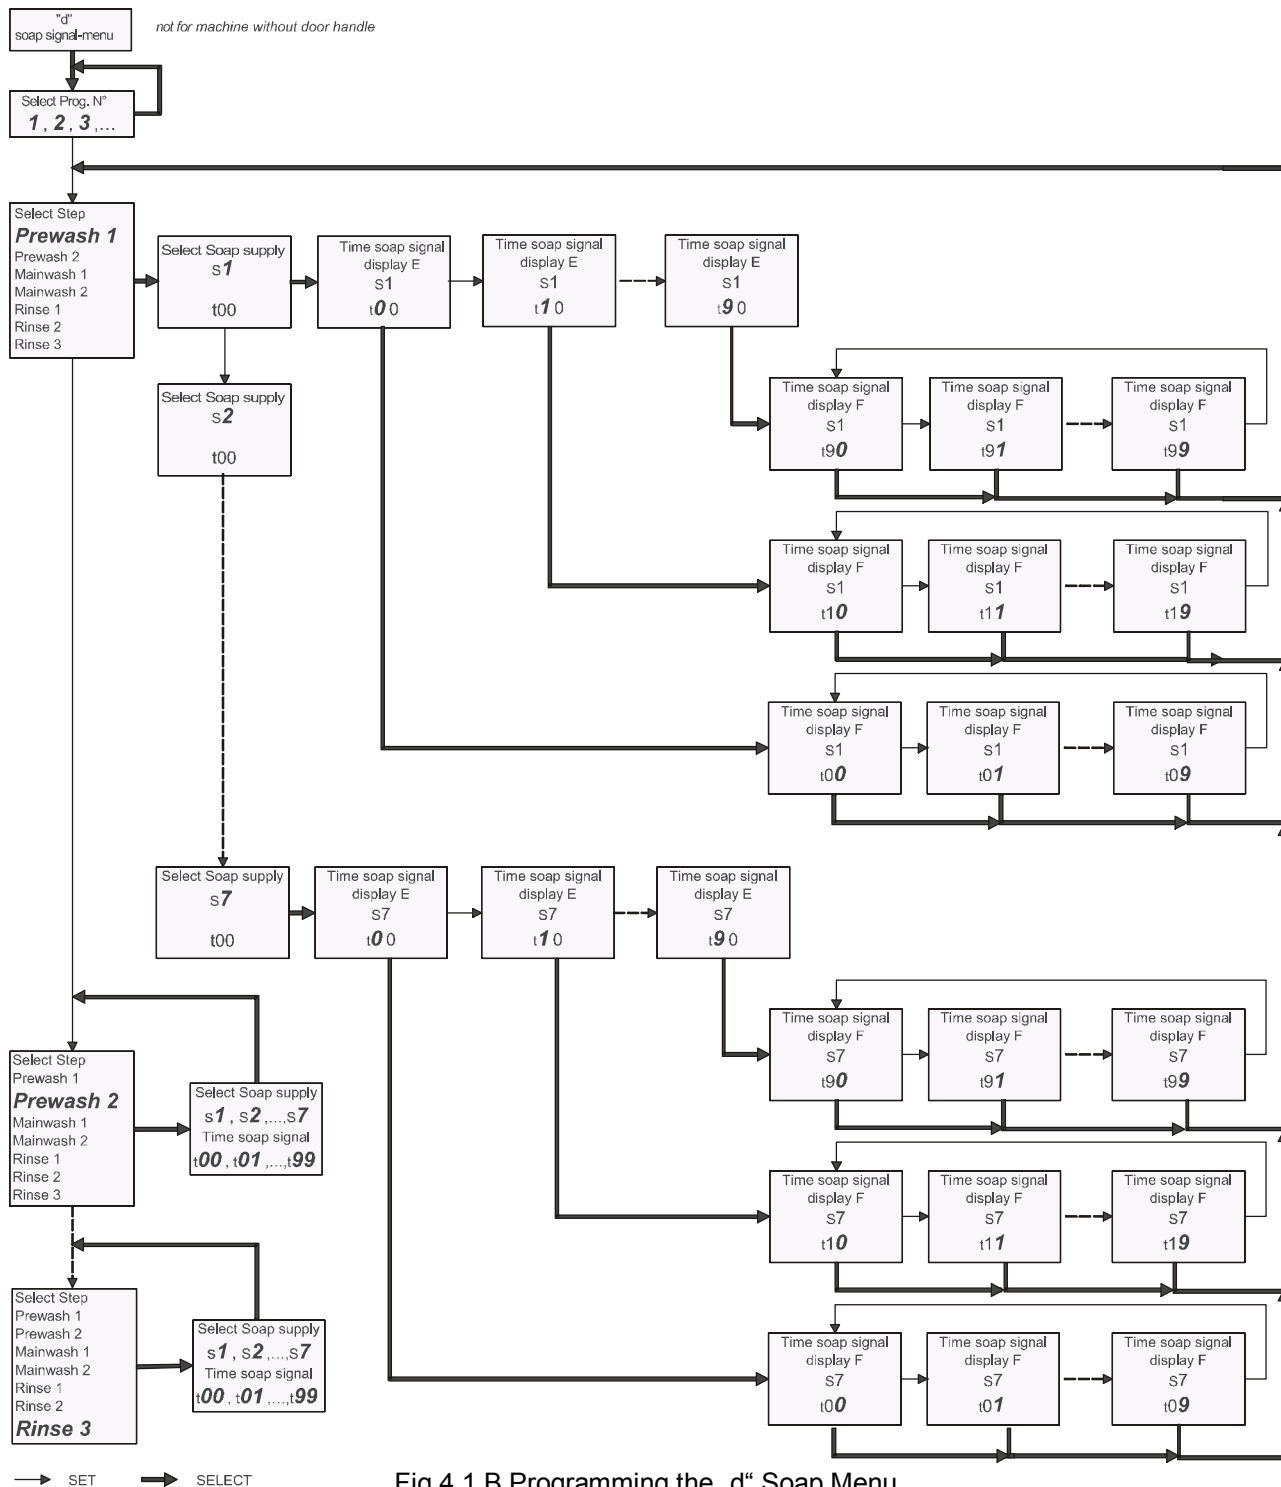 "d"
soap signal-menu
not for machine without door handle
Select Prog. N°
1, 2, 3,...
Select Step
Prewash 1
Prewash 2
Mainwash 1
Mainwash 2
Rinse 1
Rinse 2
Rinse 3
Select Soap supply
S1
t00
Time soap signal
display E
S1
t00
Time soap signal
display E
S1
t10
Time soap signal
display E
S1
t90
Select Soap supply
S2
t00
Time soap signal
display F
S1
t90
Time soap signal
display F
S1
t91
Time soap signal
display F
S1
t99
Time soap signal
display F
S1
t10
Time soap signal
display F
S1
t11
Time soap signal
display F
S1
t19
Time soap signal
display F
S1
t00
Time soap signal
display F
S1
t01
Time soap signal
display F
S1
t09
Select Soap supply
S7
t00
Time soap signal
display E
S7
t00
Time soap signal
display E
S7
t10
Time soap signal
display E
S7
t90
Time soap signal
display F
S7
t90
Time soap signal
display F
S7
t91
Time soap signal
display F
S7
t99
Select Step
Prewash 1
Prewash 2
Mainwash 1
Mainwash 2
Rinse 1
Rinse 2
Rinse 3
Select Soap supply
S1, S2,...,S7
Time soap signal
t00, t01,...,t99
Time soap signal
display F
S7
t10
Time soap signal
display F
S7
t11
Time soap signal
display F
S7
t19
Select Step
Prewash 1
Prewash 2
Mainwash 1
Mainwash 2
Rinse 1
Rinse 2
Rinse 3
Select Soap supply
S1, S2,...,S7
Time soap signal
t00, t01,...,t99
Time soap signal
display F
S7
t00
Time soap signal
display F
S7
t01
Time soap signal
display F
S7
t09
SET
SELECT
Fig.4.1.B Programming the „d“ Soap Menu